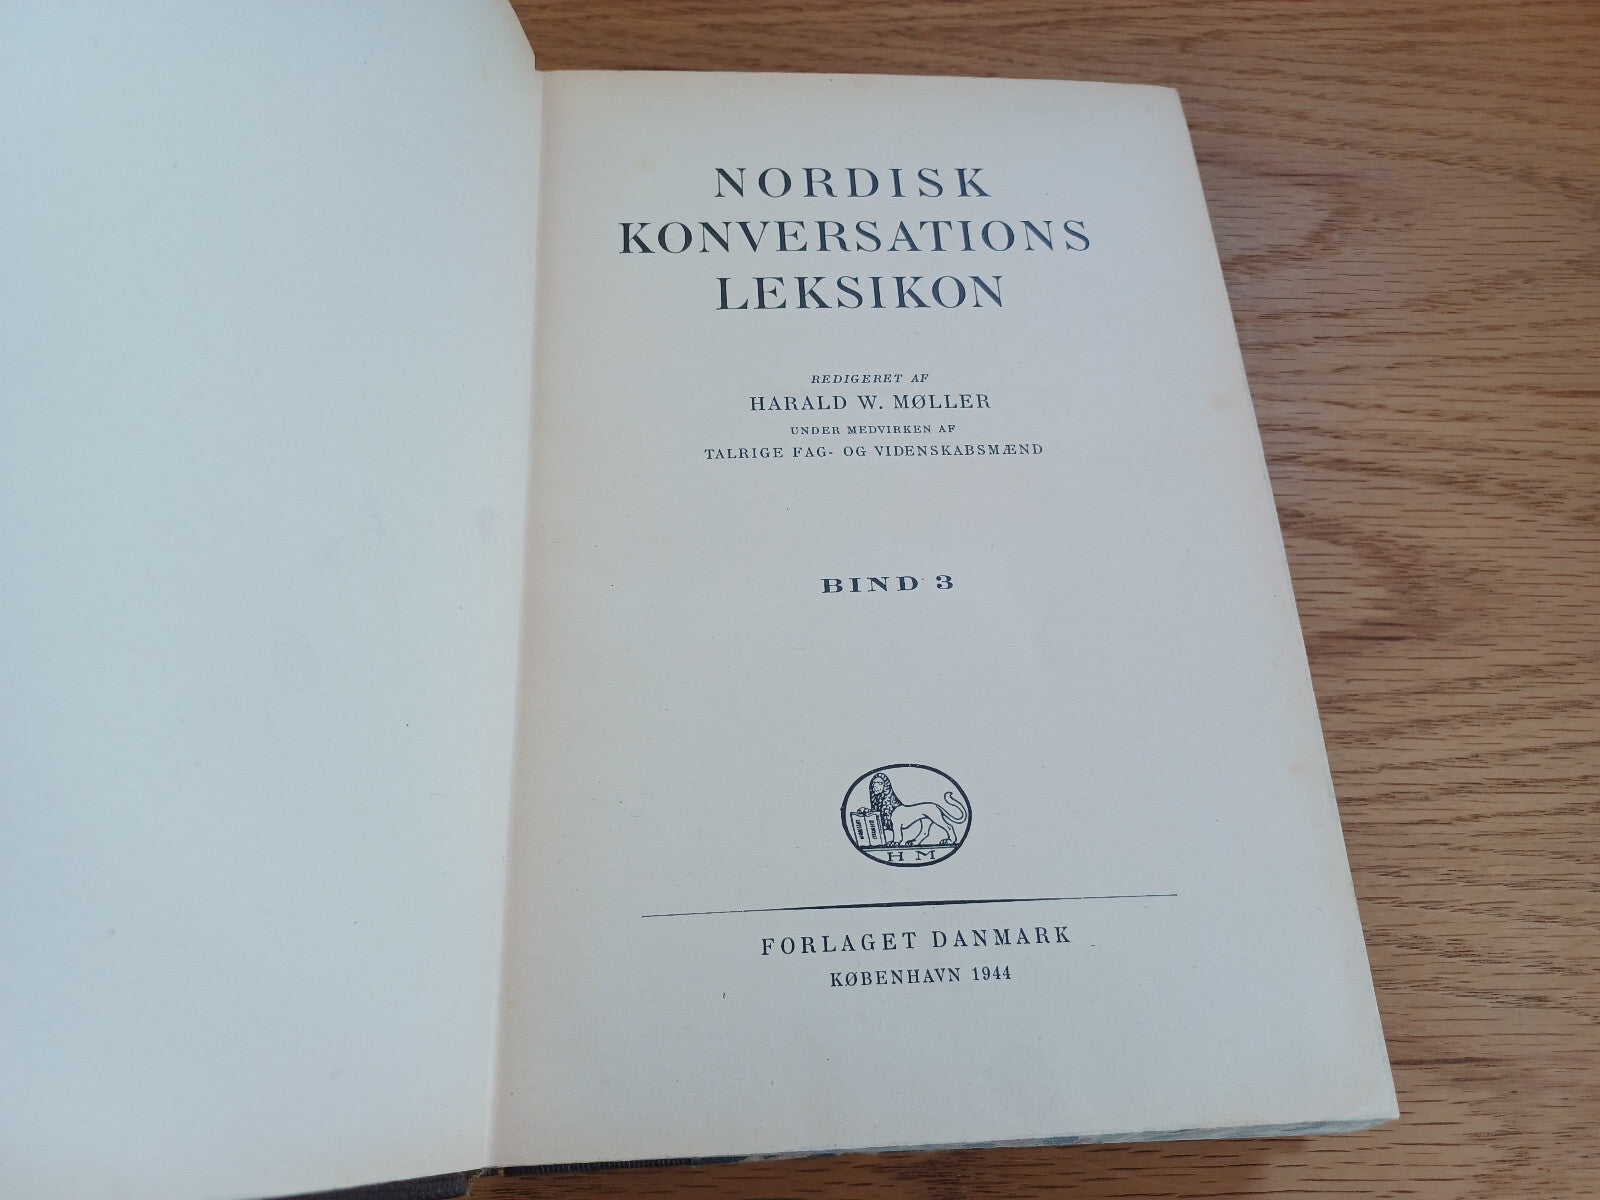 NORDISK
KONVERSATIONS
LEKSIKON
REDIGERET AF
HARALD W. MØLLER
UNDER MEDVIRKEN AF
TALRIGE FAG- OG VIDENSKABSMÆND
BIND 3
H M
FORLAGET DANMARK
KØBENHAVN 1944